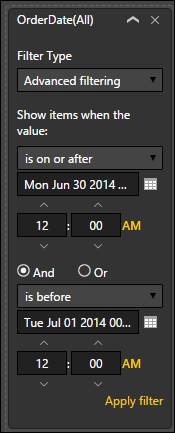 OrderDate(All)
Filter Type
Advanced filtering
Show items when the
value:
is on or after
Mon Jun 30 2014 ...
12 : 00 AM
And Or
is before
Tue Jul 01 2014 00...
12 : 00 AM
Apply filter